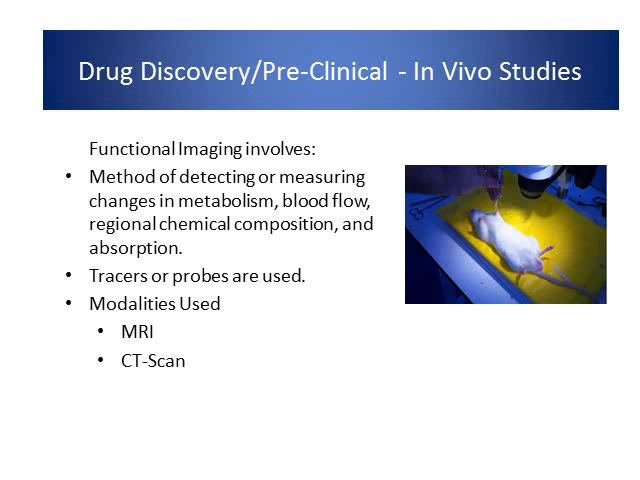 Drug Discovery/Pre-Clinical - In Vivo Studies
Functional Imaging involves:
• Method of detecting or measuring
changes in metabolism, blood flow,
regional chemical composition, and
absorption.
• Tracers or probes are used.
• Modalities Used
• MRI
• CT-Scan